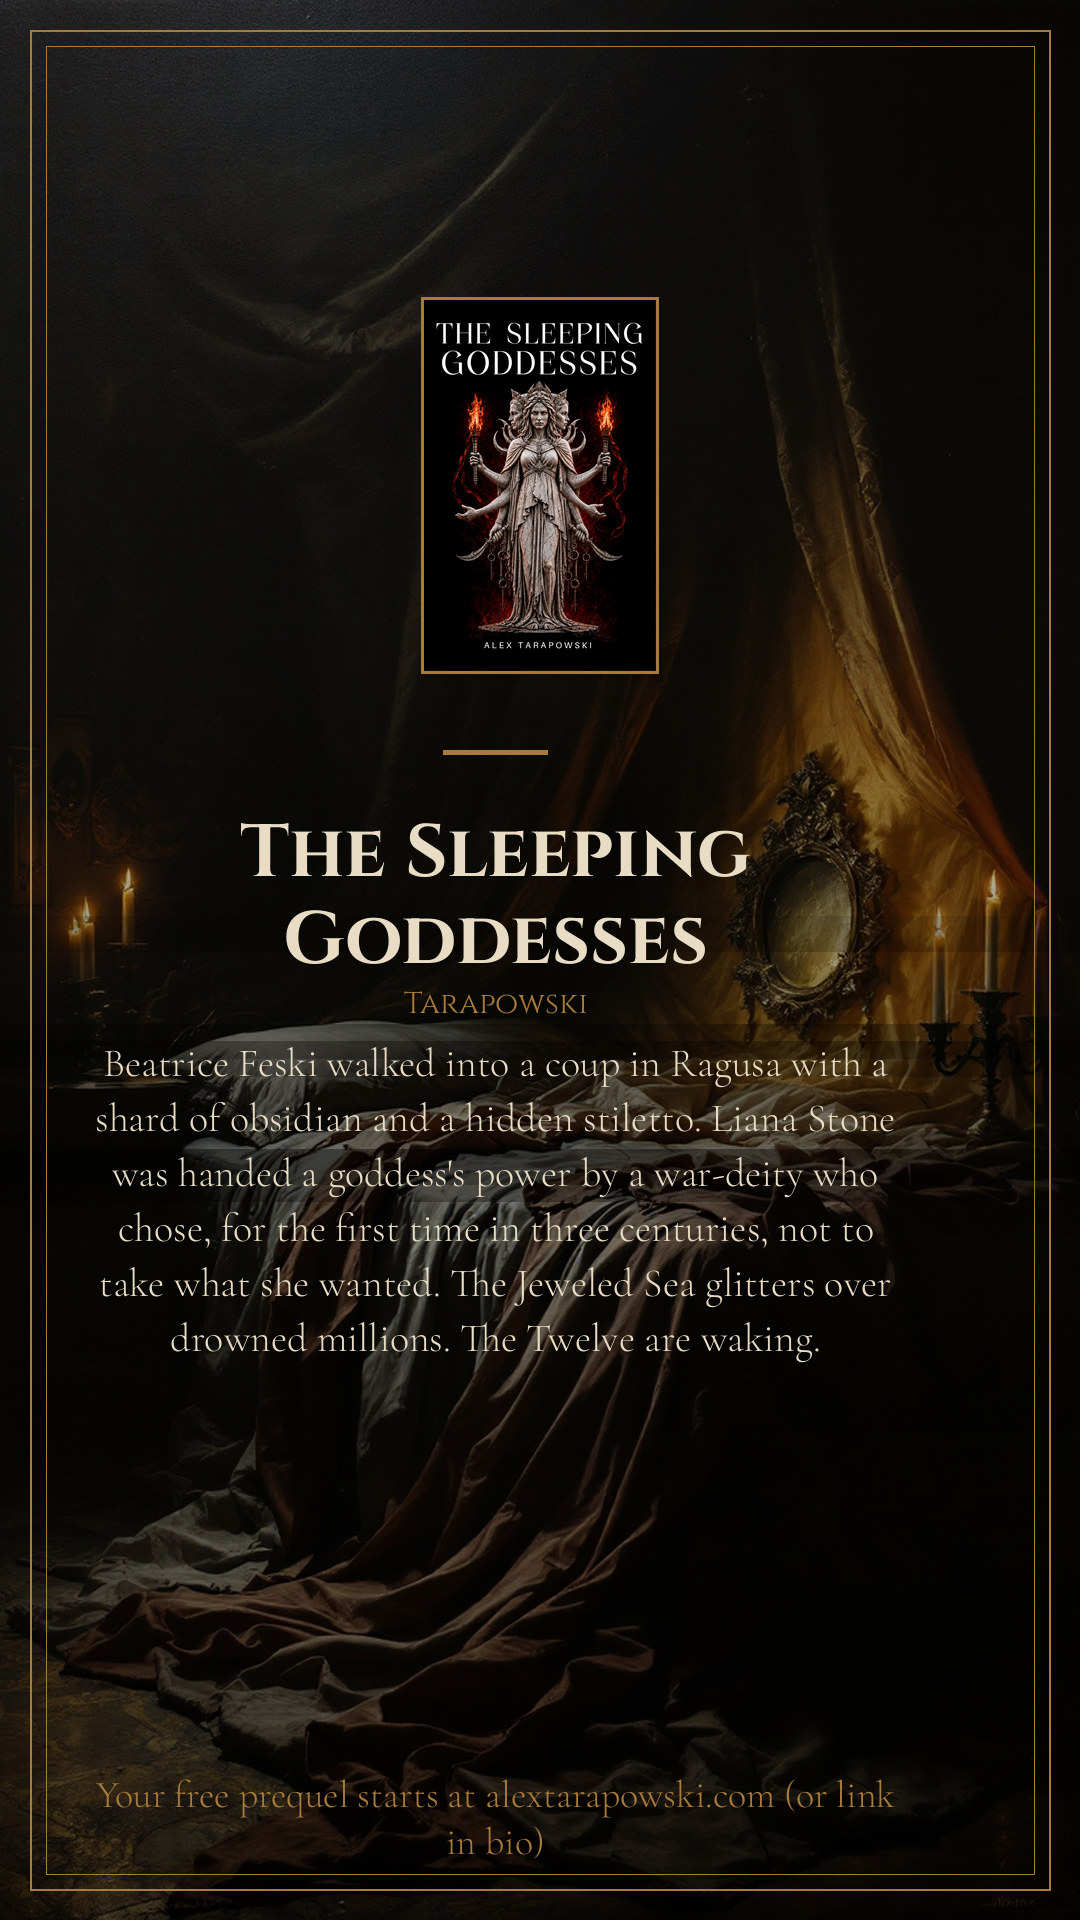 THE SLEEPING
GODDESSES
ALEX TARAPOWSKI
The Sleeping
Goddesses
Tarapowski
Beatrice Feski walked into a coup in Ragusa with a
shard of obsidian and a hidden stiletto. Liana Stone
was handed a goddess's power by a war-deity who
chose, for the first time in three centuries, not to
take what she wanted. The Jeweled Sea glitters over
drowned millions. The Twelve are waking.
Your free prequel starts at alextarapowski.com (or link
in bio)